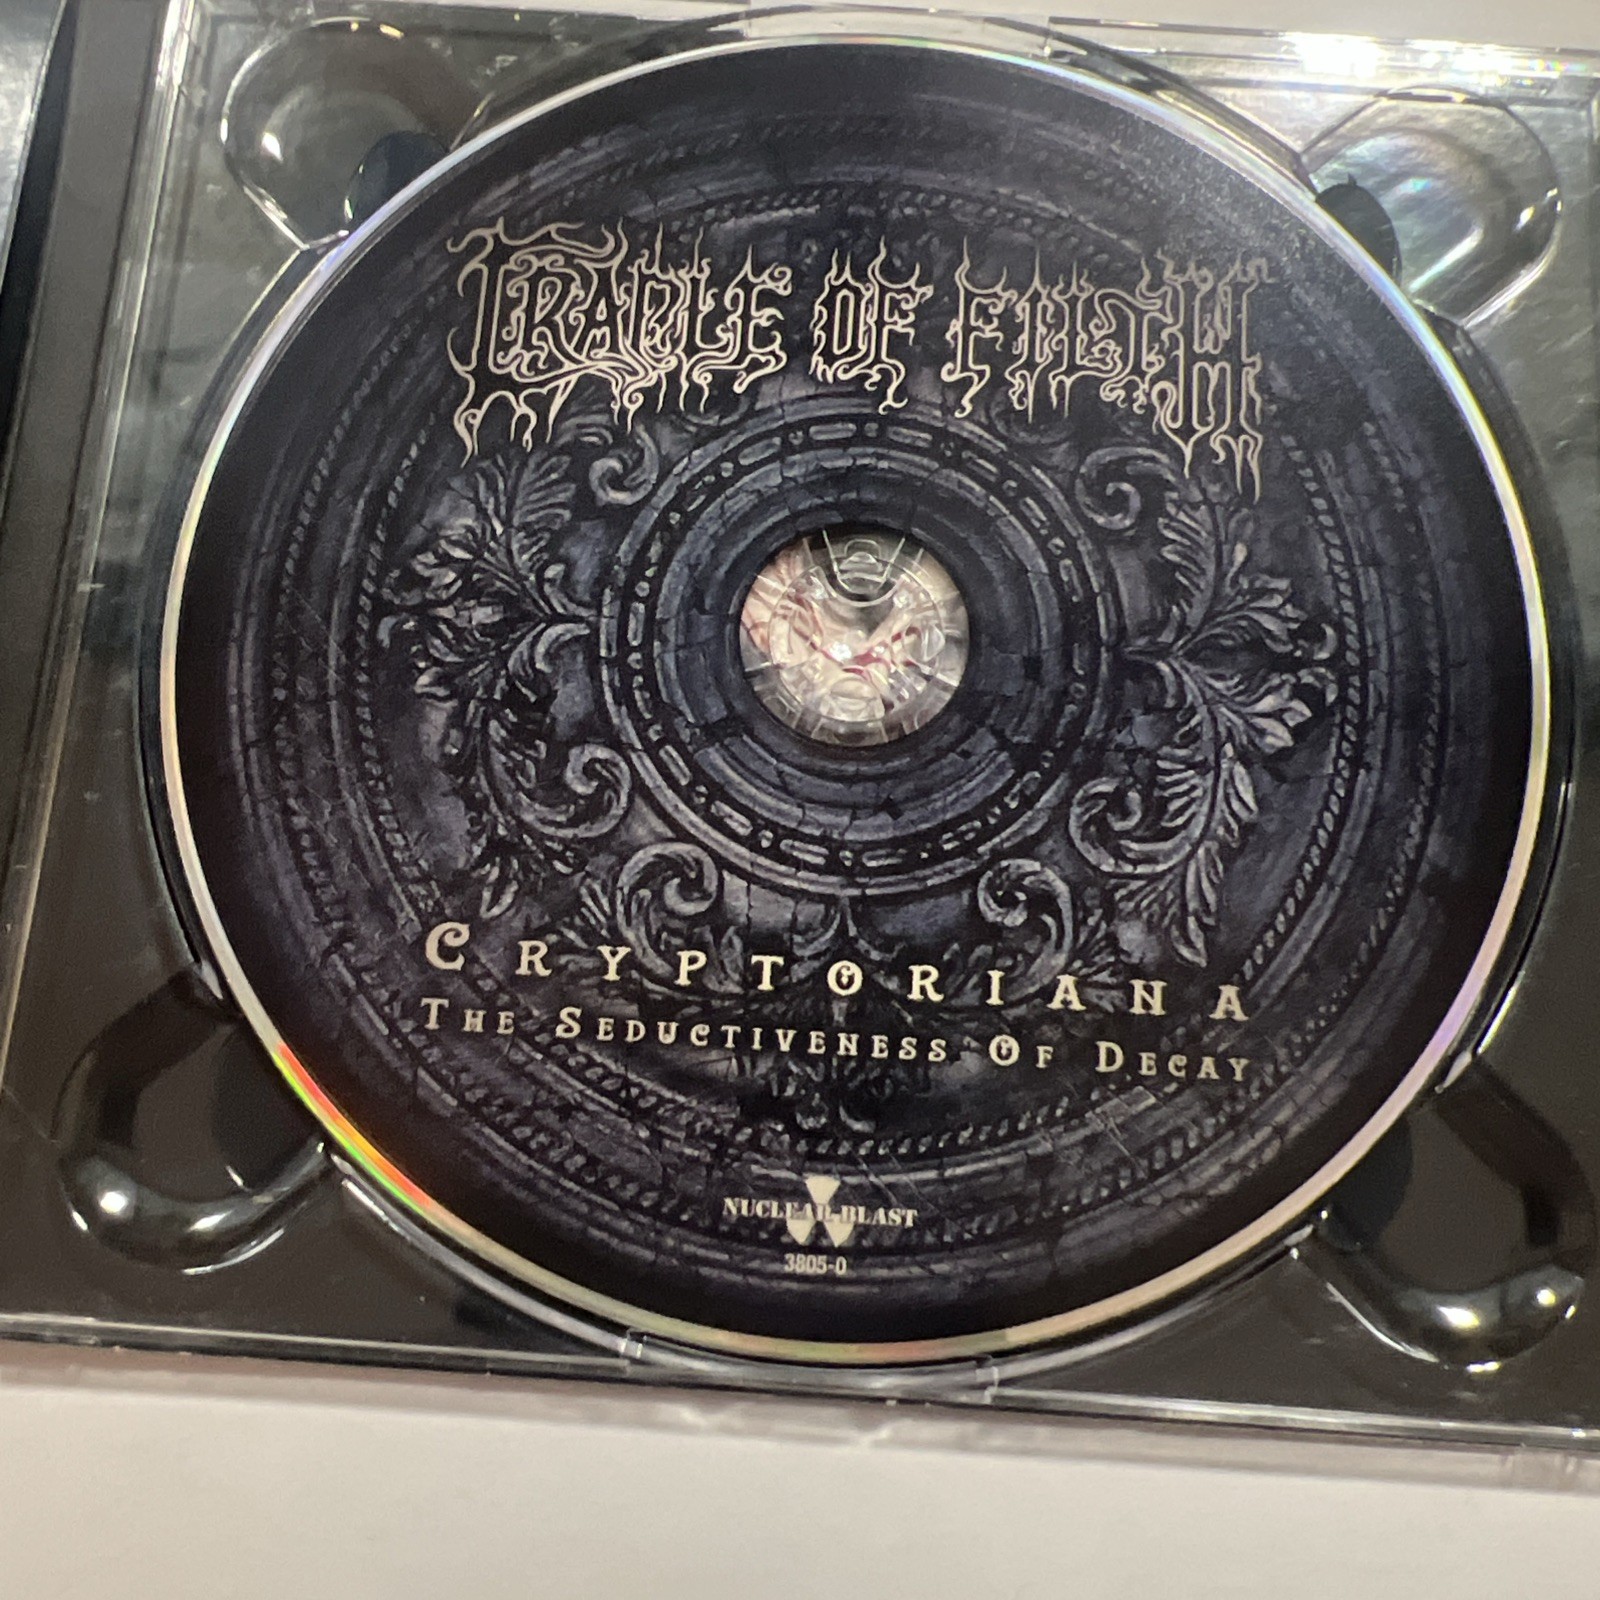 CRADLE OF FILTH
CRYPTORIANA
THE SEDUCTIVENESS OF DECAY
NUCLEAR BLAST
3805-0